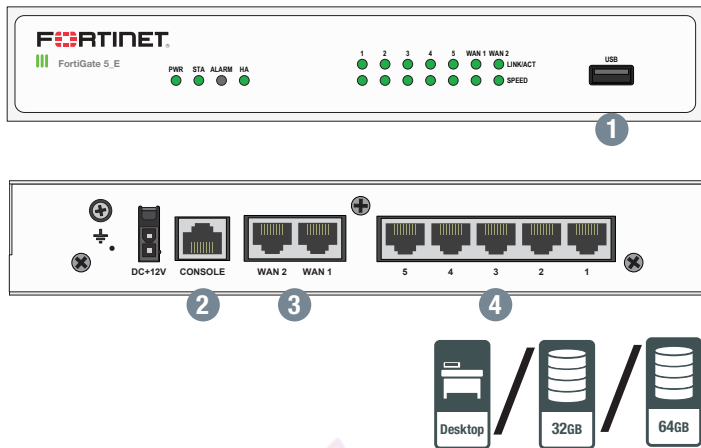 FORTINET
FortiGate 5_E
PWR STA ALARM HA
1 2 3 4 5 WAN 1 WAN 2
LINK/ACT
SPEED
USB
1
DC+12V CONSOLE WAN 2 WAN 1 5 4 3 2 1
2 3 4
Desktop 32GB 64GB